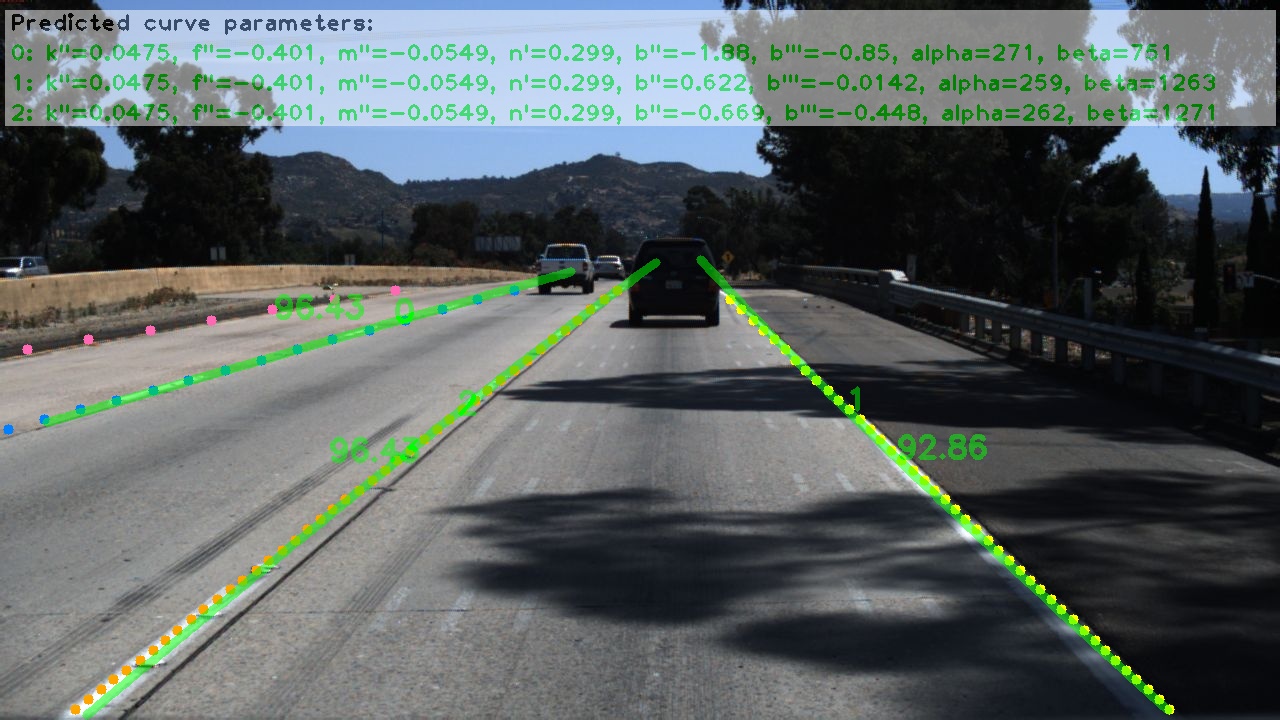 Predicted curve parameters:
0: k''=0.0475, f''=-0.401, m''=-0.0549, n'=0.299, b''=-1.88, b'''=-0.85, alpha=271, beta=751
1: k''=0.0475, f''=-0.401, m''=-0.0549, n'=0.299, b''=0.622, b'''=-0.0142, alpha=259, beta=1263
2: k''=0.0475, f''=-0.401, m''=-0.0549, n'=0.299, b''=-0.669, b'''=-0.448, alpha=262, beta=1271
96.43 0
2 1
96.43 92.86